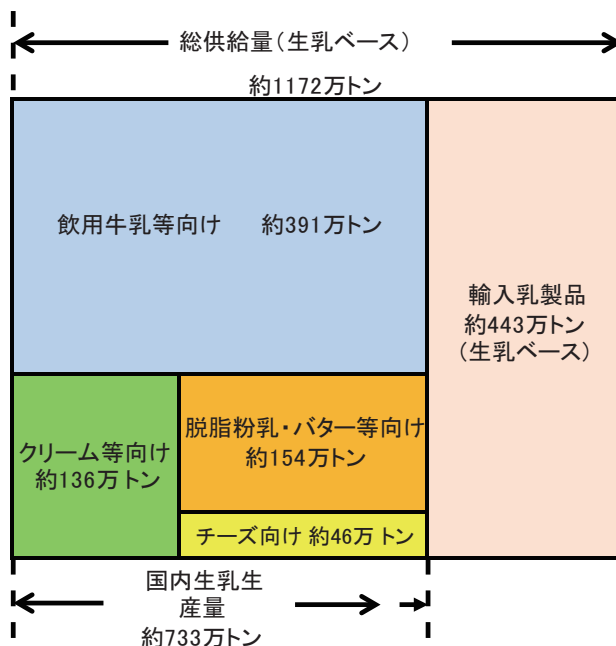 総供給量（生乳ベース）
約1172万トン
飲用牛乳等向け　約391万トン
輸入乳製品
約443万トン
（生乳ベース）
クリーム等向け
約136万トン
脱脂粉乳・バター等向け
約154万トン
チーズ向け 約46万トン
国内生乳生
産量
約733万トン